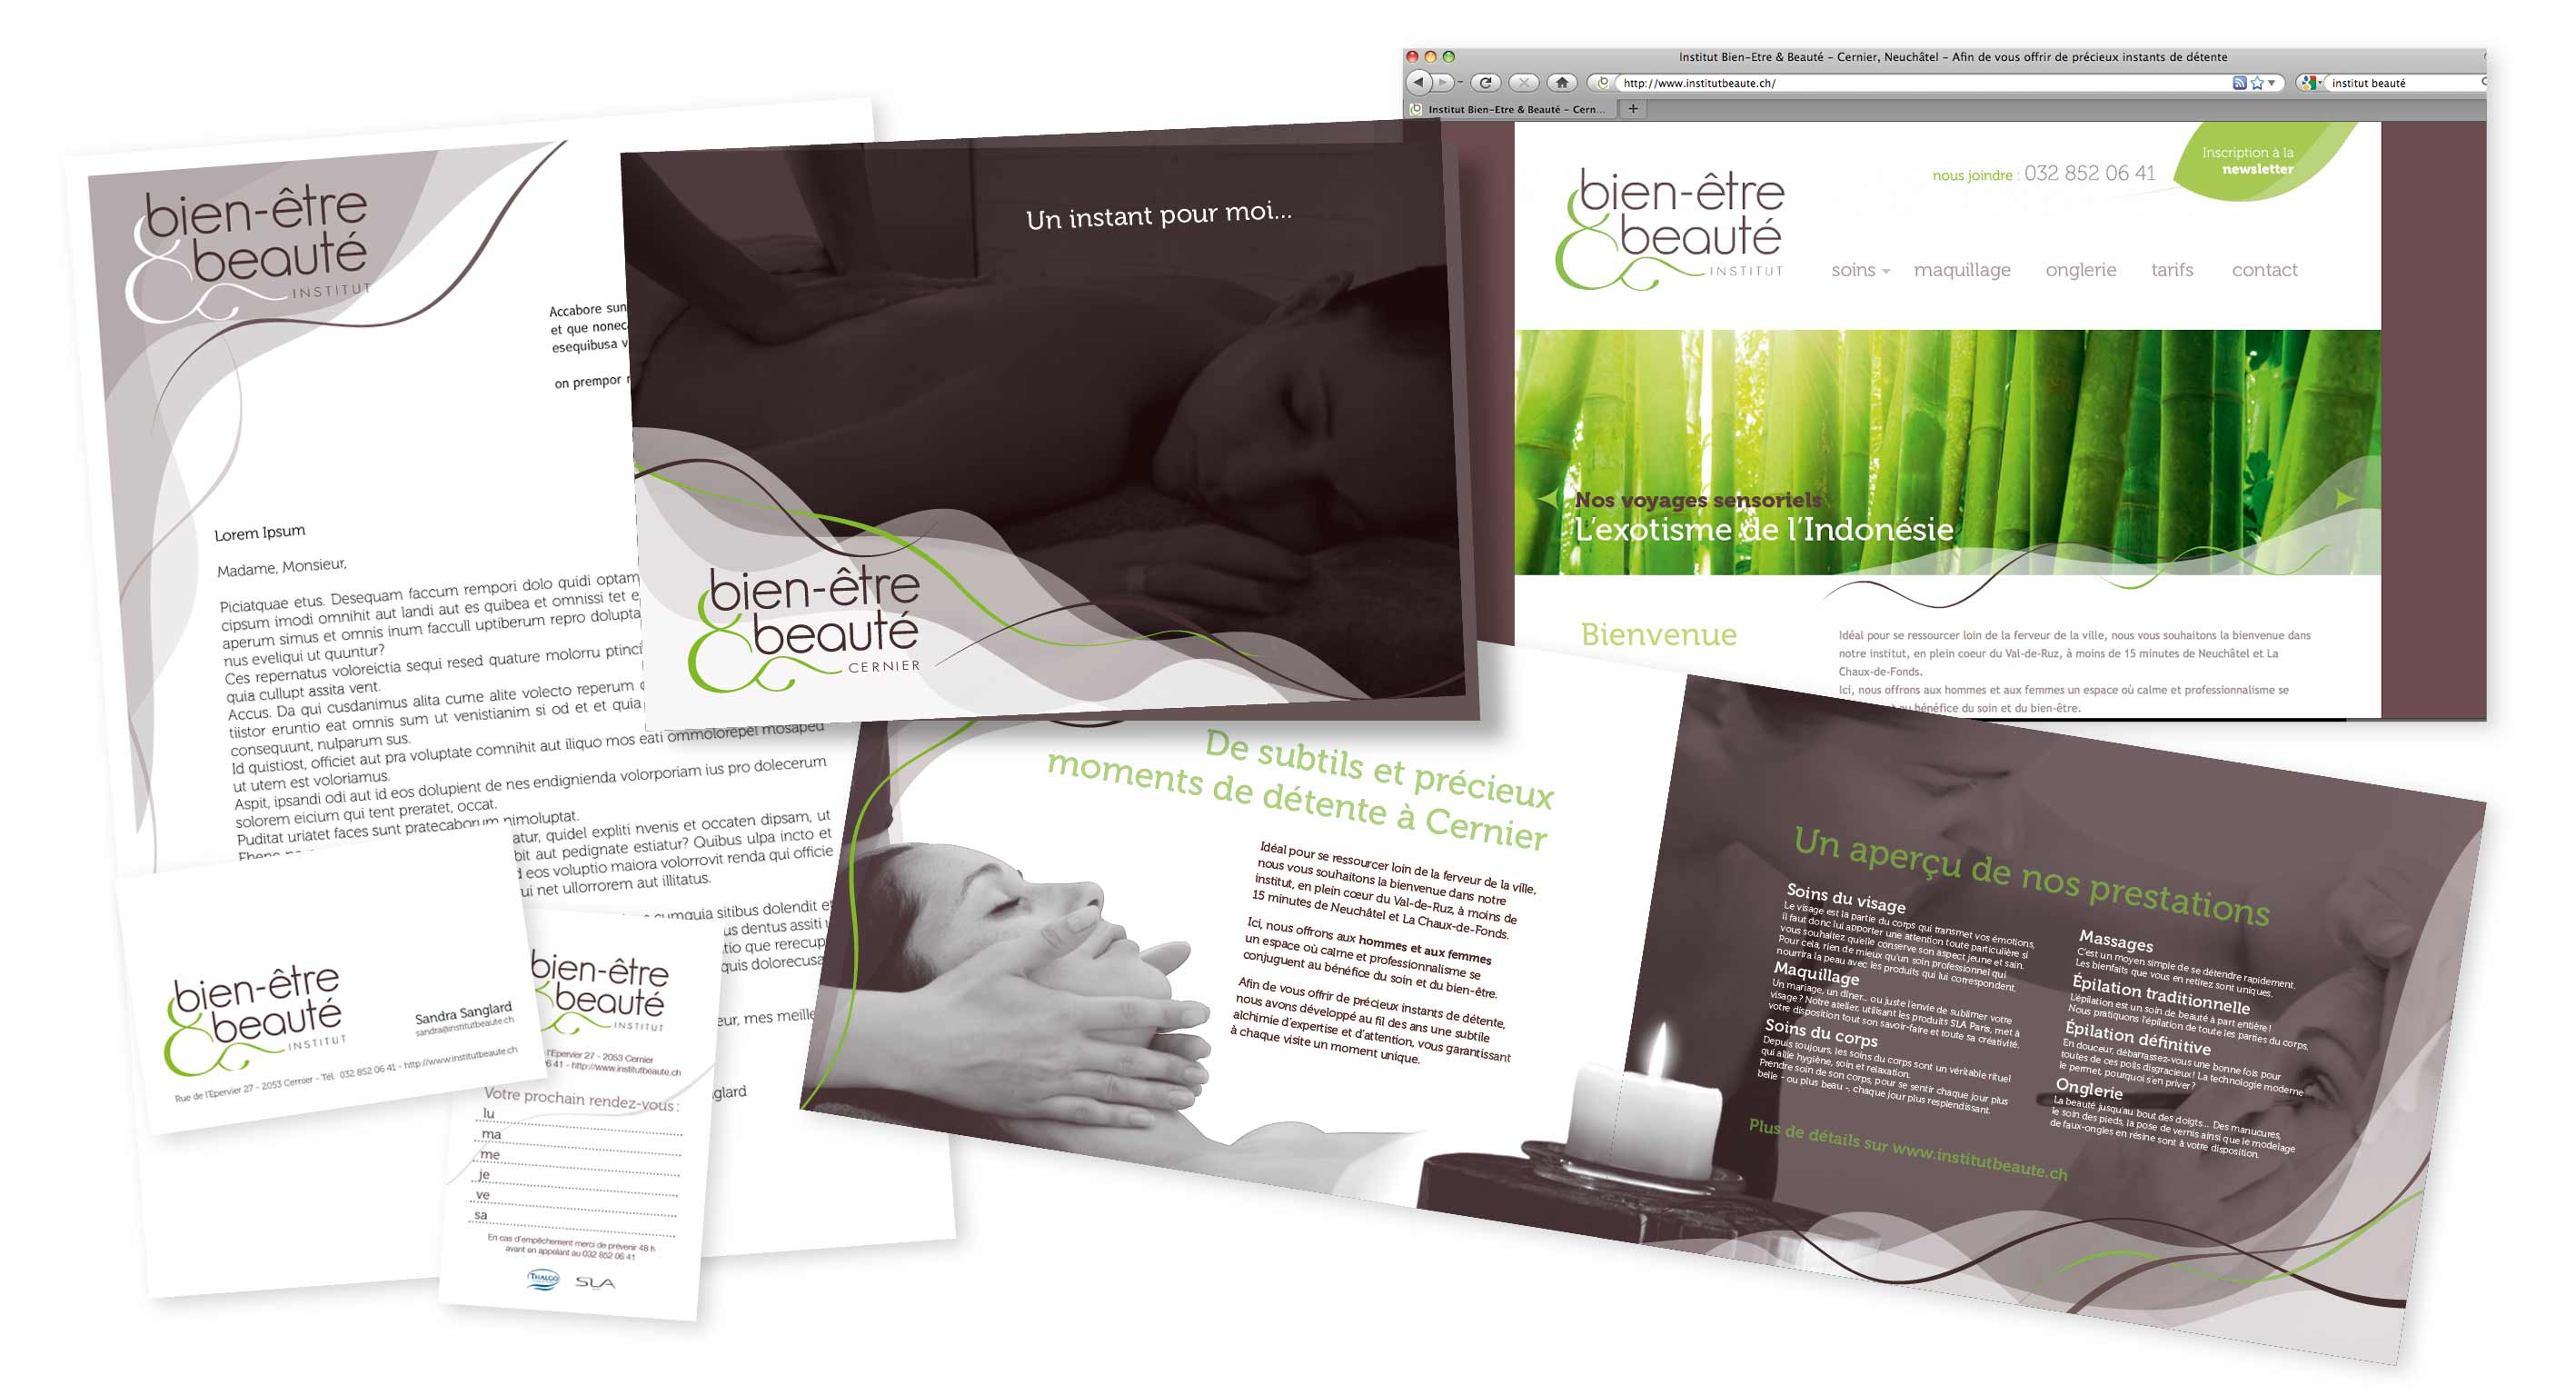 bien-être
& beauté
INSTITUT
Accabore sun
et que nonec
esequibusa v
on prempor
Lorem Ipsum
Madame, Monsieur,
Piciatquae etus. Desequam faccum rempori dolo quidi optam
cipsum imodi omnihit aut landi aut es quibea et omnissi tet e
aperum simus et omnis inum faccull uptiberum repro dolupta
nus eveliqui ut quuntur?
Ces repernatus voloreictia sequi resed quature molorru ptinci
quia cullupt assita vent.
Accus. Da qui cusdanimus alita cume alite volecto reperum
tiistor eruntio eat omnis sum ut venistianim si od et et quia
consequunt, nulparum sus.
Id quistiost, officiet aut pra voluptate comnihit aut iliquo mos eati ommolorepel mosaped
ut utem est voloriamus.
Aspit, ipsandi odi aut id eos dolupient de nes endignienda volorporiam ius pro dolecerum
solorem eicium qui tent preratet, occat.
Puditat uriatet faces sunt pratecaborum nimoluptat.
atur, quidel expliti nvenis et occaten dipsam, ut
bit aut pedignate estiatur? Quibus ulpa incto et
d eos voluptio maiora volorrovit renda qui officie
ui net ullorrorem aut illitatus.
cumquia sitibus dolendit e
us dentus assiti
tio que rerecup
quis dolorecusa
eur, mes meille
glard
bien-être
& beauté
INSTITUT
Sandra Sanglard
sandra@institutbeaute.ch
Rue de l'Epervier 27 - 2053 Cernier - Tél. 032 852 06 41 - http://www.institutbeaute.ch
bien-être
& beauté
INSTITUT
l'Epervier 27 - 2053 Cernier
6 41 - http://www.institutbeaute.ch
Votre prochain rendez-vous :
lu
ma
me
je
ve
sa
En cas d'empêchement merci de prévenir 48 h
avant en appelant au 032 852 06 41
THALGO SLA
Un instant pour moi...
bien-être
& beauté
CERNIER
Institut Bien-Etre & Beauté – Cernier, Neuchâtel – Afin de vous offrir de précieux instants de détente
http://www.institutbeaute.ch/
institut beauté
Institut Bien-Etre & Beauté – Cern...
bien-être
& beauté
INSTITUT
nous joindre : 032 852 06 41
Inscription à la
newsletter
soins maquillage onglerie tarifs contact
Nos voyages sensoriels
L'exotisme de l'Indonésie
Bienvenue
Idéal pour se ressourcer loin de la ferveur de la ville, nous vous souhaitons la bienvenue dans
notre institut, en plein coeur du Val-de-Ruz, à moins de 15 minutes de Neuchâtel et La
Chaux-de-Fonds.
Ici, nous offrons aux hommes et aux femmes un espace où calme et professionnalisme se
au bénéfice du soin et du bien-être.
De subtils et précieux
moments de détente à Cernier
Idéal pour se ressourcer loin de la ferveur de la ville,
nous vous souhaitons la bienvenue dans notre
institut, en plein cœur du Val-de-Ruz, à moins de
15 minutes de Neuchâtel et La Chaux-de-Fonds.
Ici, nous offrons aux hommes et aux femmes
un espace où calme et professionnalisme se
conjuguent au bénéfice du soin et du bien-être.
Afin de vous offrir de précieux instants de détente,
nous avons développé au fil des ans une subtile
alchimie d'expertise et d'attention, vous garantissant
à chaque visite un moment unique.
Un aperçu de nos prestations
Soins du visage
Le visage est la partie du corps qui transmet vos émotions,
il faut donc lui apporter une attention toute particulière si
vous souhaitez qu'elle conserve son aspect jeune et sain.
Pour cela, rien de mieux qu'un soin professionnel qui
nourrira la peau avec les produits qui lui correspondent.
Maquillage
Un mariage, un dîner... ou juste l'envie de sublimer votre
visage? Notre atelier, utilisant les produits SLA Paris, met à
votre disposition tout son savoir-faire et toute sa créativité.
Soins du corps
Depuis toujours, les soins du corps sont un véritable rituel
qui allie hygiène, soin et relaxation.
Prendre soin de son corps, pour se sentir chaque jour plus
belle - ou plus beau -, chaque jour plus resplendissant.
Massages
C'est un moyen simple de se détendre rapidement.
Les bienfaits que vous en retirez sont uniques.
Épilation traditionnelle
L'épilation est un soin de beauté à part entière!
Nous pratiquons l'épilation de toute les parties du corps.
Épilation définitive
En douceur, débarrassez-vous une bonne fois pour
toutes de ces poils disgracieux! La technologie moderne
le permet, pourquoi s'en priver?
Onglerie
La beauté jusqu'au bout des doigts... Des manucures,
le soin des pieds, la pose de vernis ainsi que le modelage
de faux-ongles en résine sont à votre disposition.
Plus de détails sur www.institutbeaute.ch